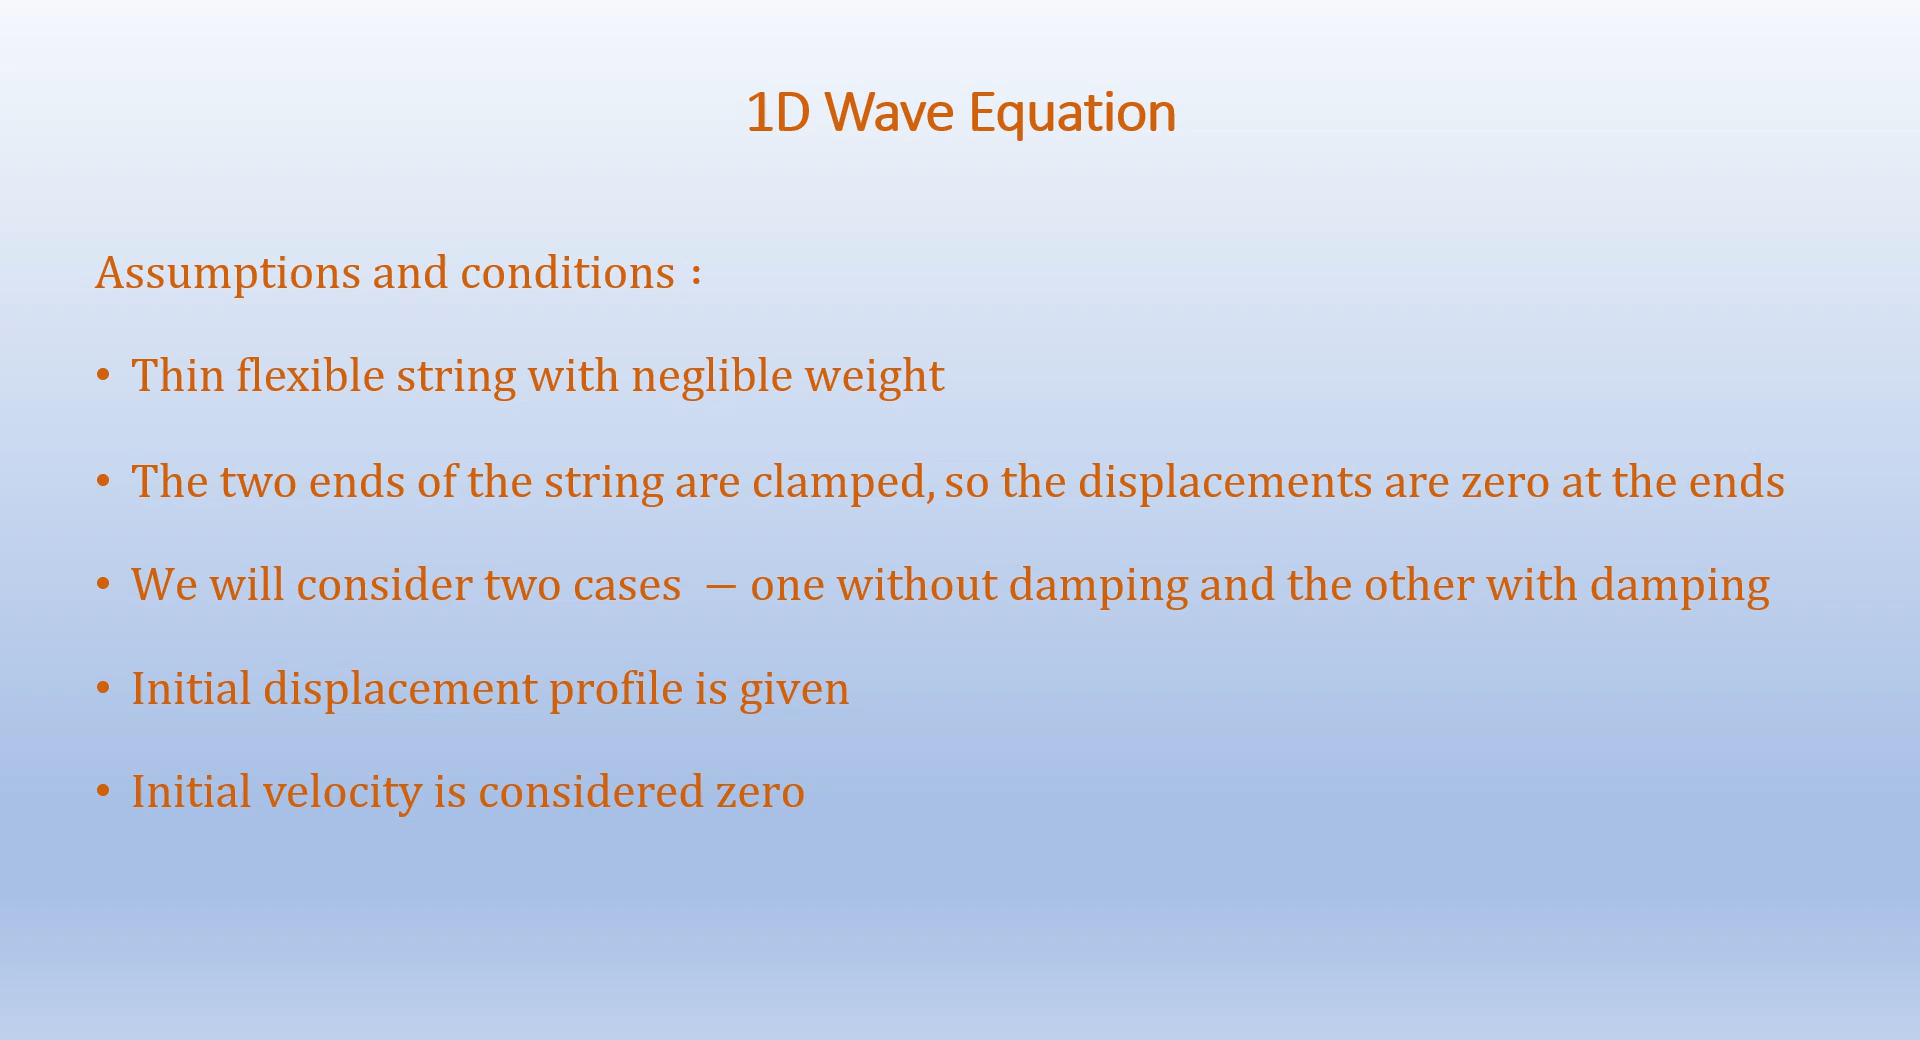 1D Wave Equation
Assumptions and conditions :
• Thin flexible string with neglible weight
• The two ends of the string are clamped, so the displacements are zero at the ends
• We will consider two cases − one without damping and the other with damping
• Initial displacement profile is given
• Initial velocity is considered zero